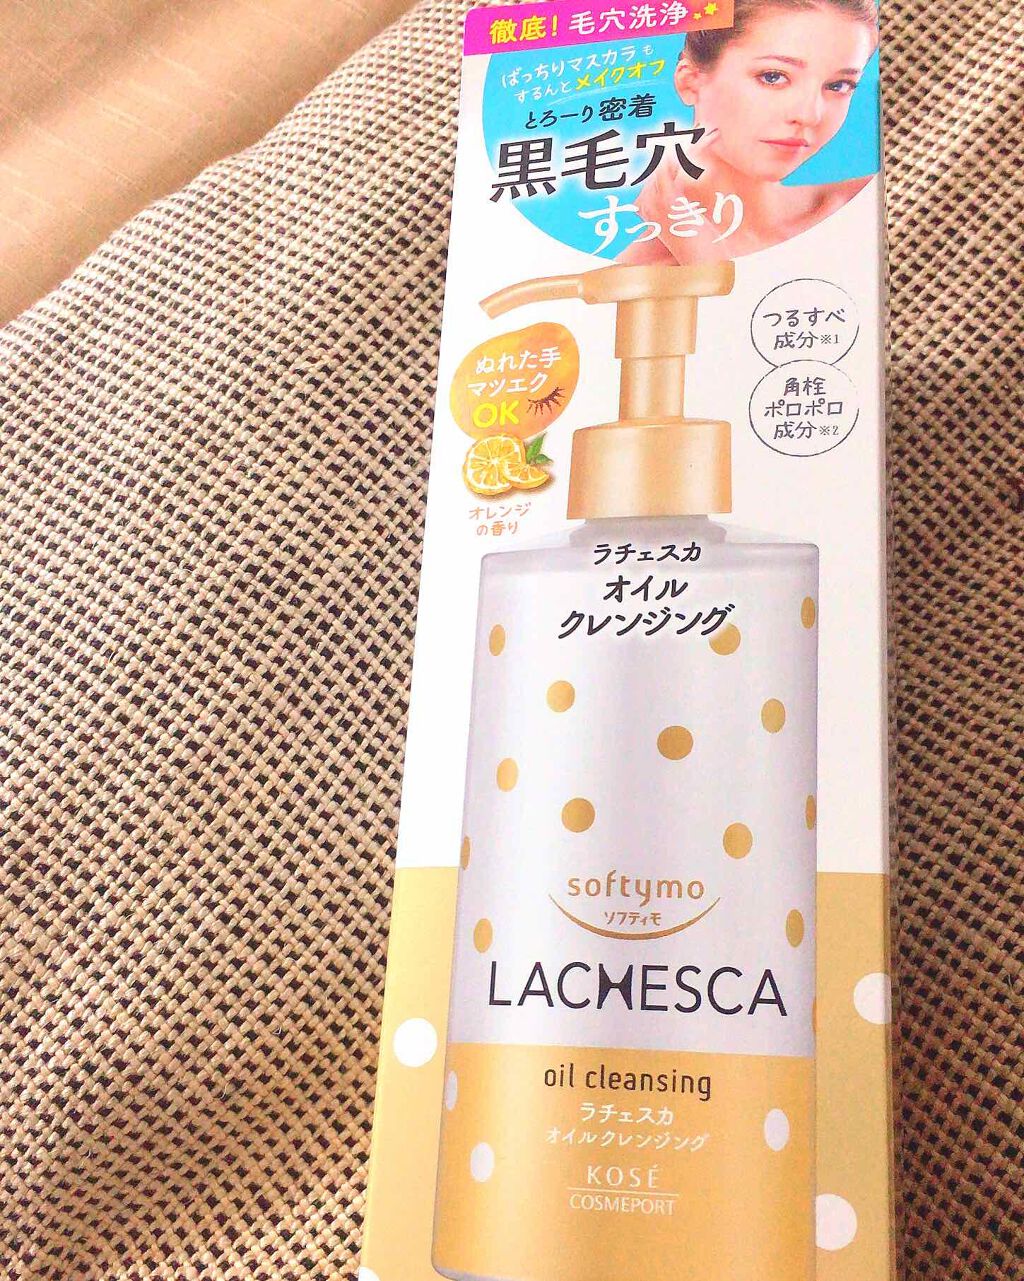 徹底！毛穴洗浄
ばっちりマスカラも
するんとメイクオフ
とろーり密着
黒毛穴
すっきり
つるすべ
成分※1
角栓
ポロポロ
成分※2
ぬれた手
マツエク
OK
オレンジ
の香り
ラチェスカ
オイル
クレンジング
softymo
ソフティモ
LACHESCA
oil cleansing
ラチェスカ
オイルクレンジング
KOSÉ
COSMEPORT